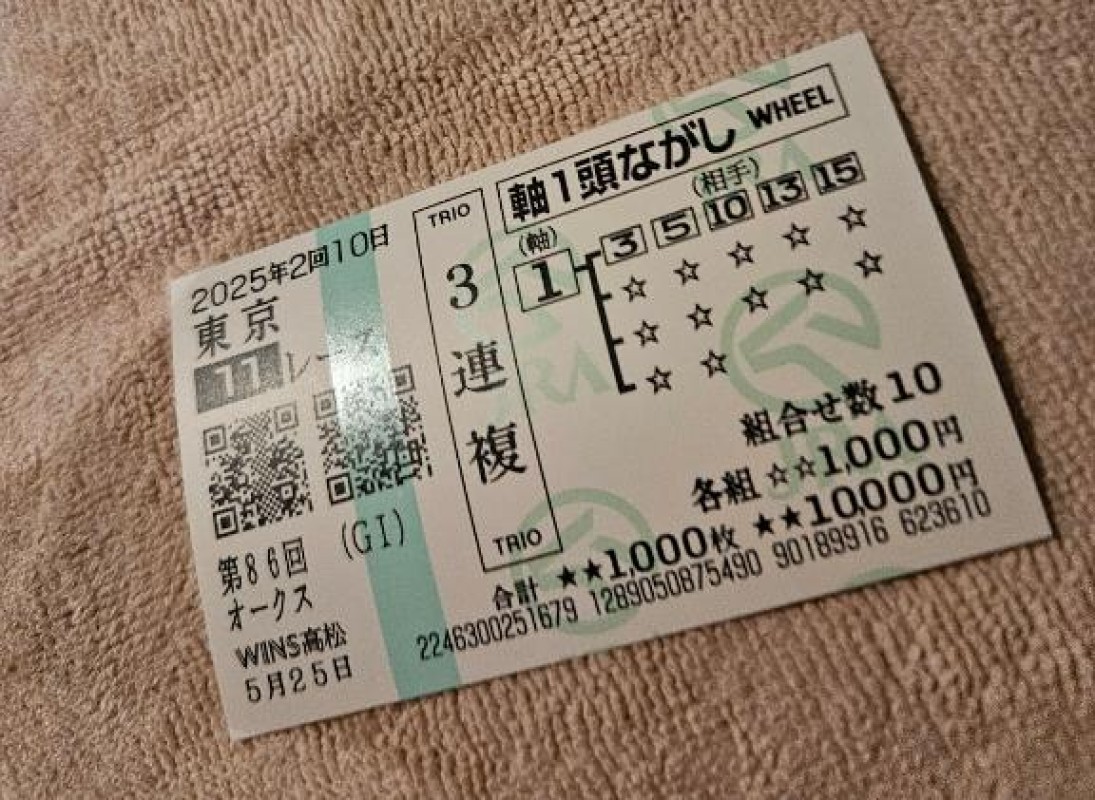 2025年2回10日
東京
11レース
第86回 (GI)
オークス
WINS高松
5月25日
TRIO
3連複
TRIO
軸1頭ながし WHEEL
(軸) (相手)
1 3 5 10 13 15
☆ ☆ ☆ ☆ ☆
☆ ☆ ☆ ☆ ☆
☆ ☆
組合せ数 10
各組 ☆☆1,000円
合計 ★★1,000枚 ★★10,000円
2246300251679 1289050875490 90189916 623610
JRA